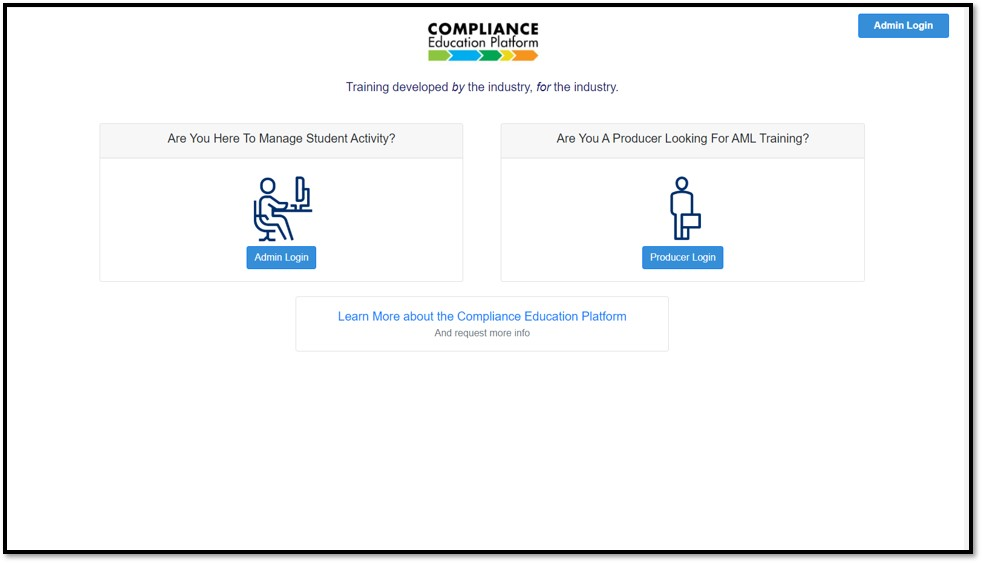 Admin Login
COMPLIANCE
Education Platform
Training developed by the industry, for the industry.
Are You Here To Manage Student Activity?
Admin Login
Are You A Producer Looking For AML Training?
Producer Login
Learn More about the Compliance Education Platform
And request more info